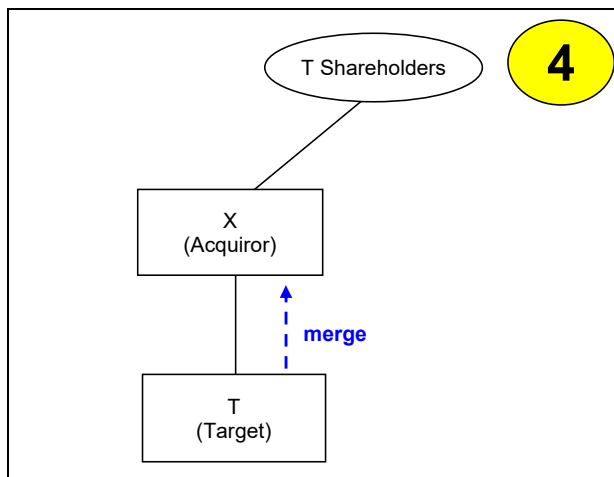 T Shareholders
4
X
(Acquiror)
merge
T
(Target)